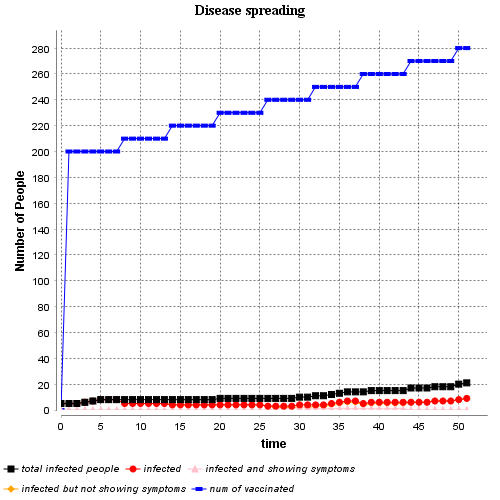 Disease spreading
Number of People
280
260
240
220
200
180
160
140
120
100
80
60
40
20
0
0 5 10 15 20 25 30 35 40 45 50
time
total infected people infected infected and showing symptoms
infected but not showing symptoms num of vaccinated